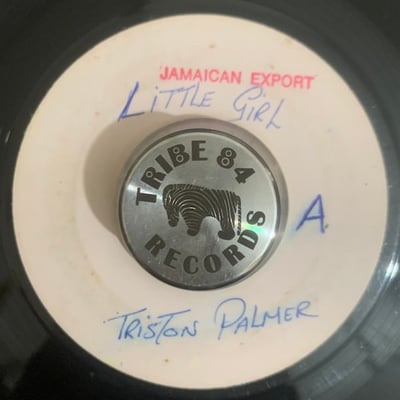 JAMAICAN EXPORT
LITTLE GIRL
TRIBE 84
RECORDS
A
TRISTON PALMER